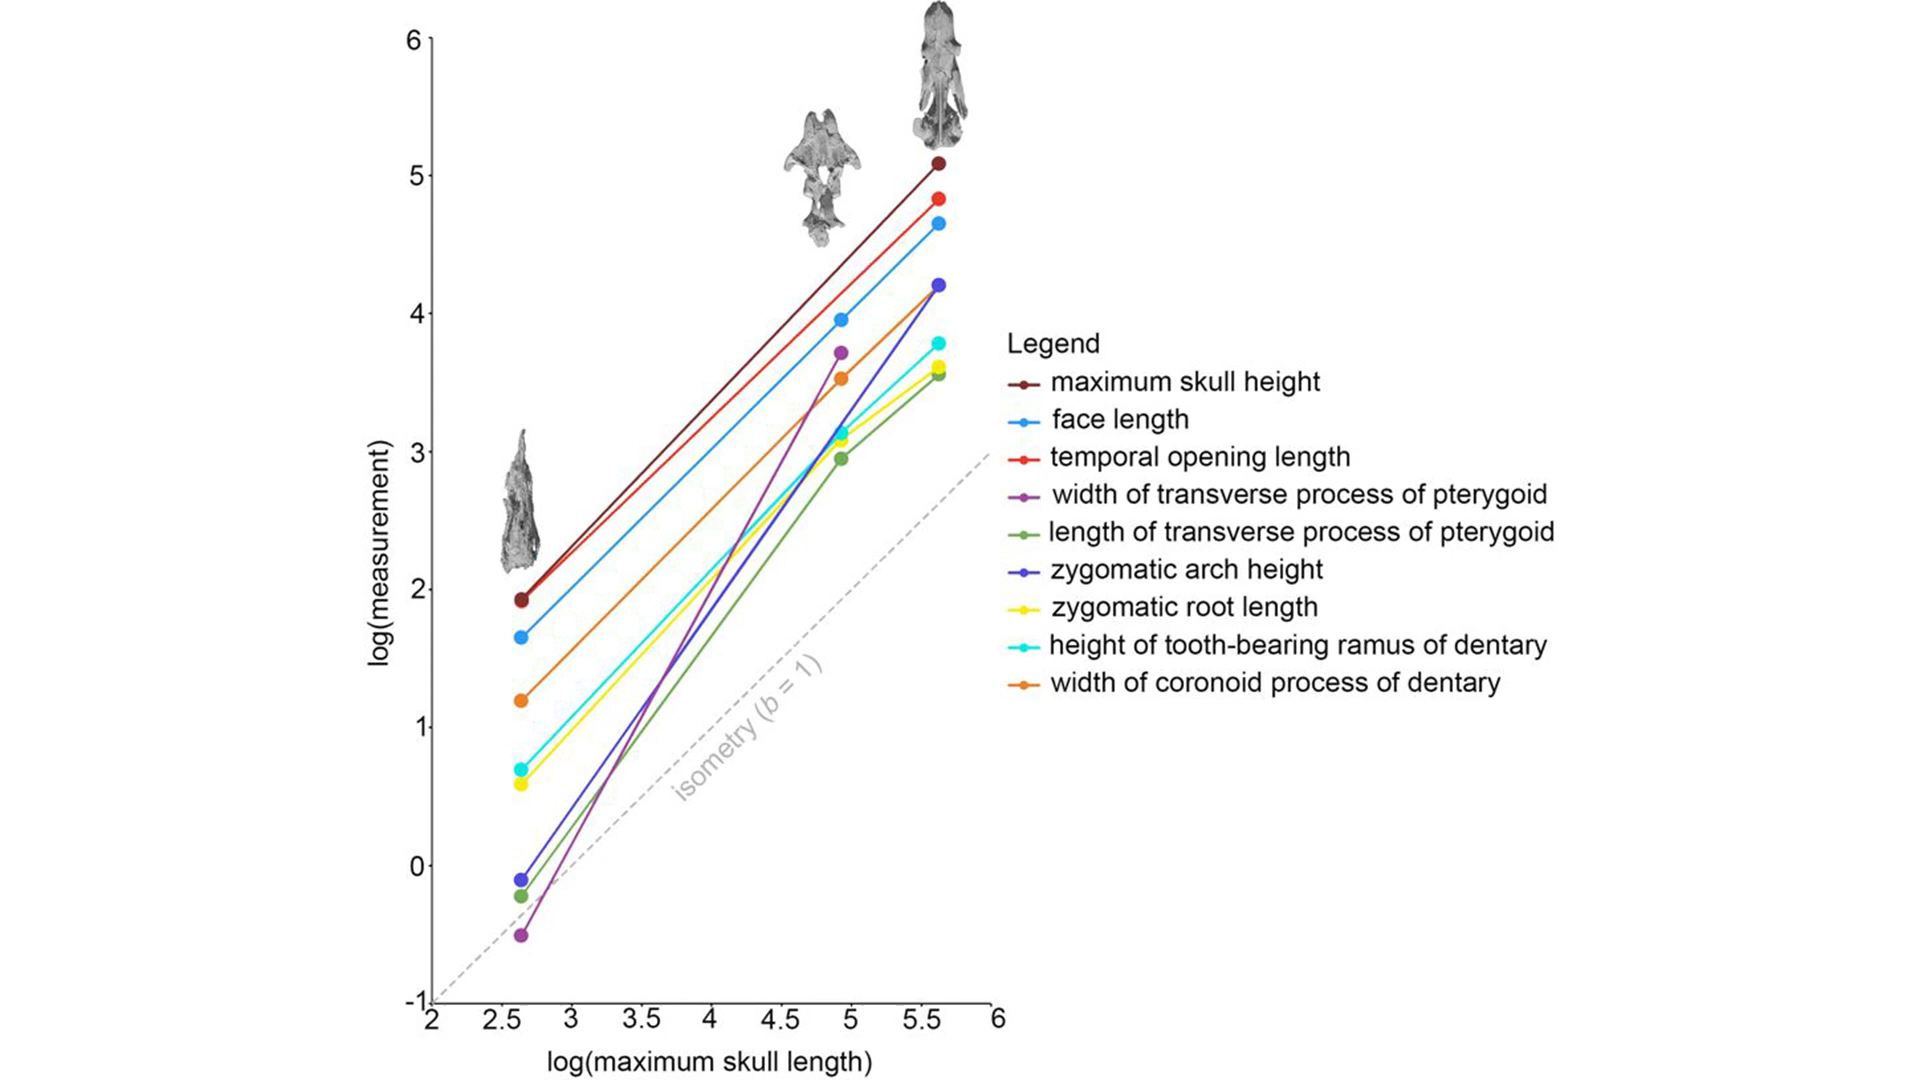 6
5
4
3
2
1
0
-1
log(measurement)
2 2.5 3 3.5 4 4.5 5 5.5 6
log(maximum skull length)
isometry (b = 1)
Legend
maximum skull height
face length
temporal opening length
width of transverse process of pterygoid
length of transverse process of pterygoid
zygomatic arch height
zygomatic root length
height of tooth-bearing ramus of dentary
width of coronoid process of dentary